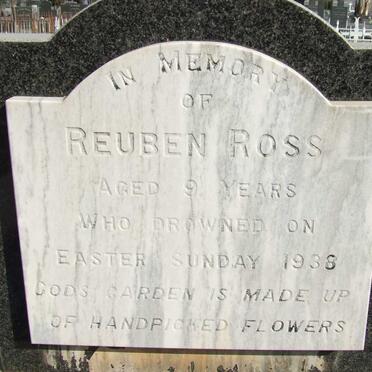 IN MEMORY
OF
REUBEN ROSS
AGED 9 YEARS
WHO DROWNED ON
EASTER SUNDAY 1938
GODS GARDEN IS MADE UP
OF HANDPICKED FLOWERS